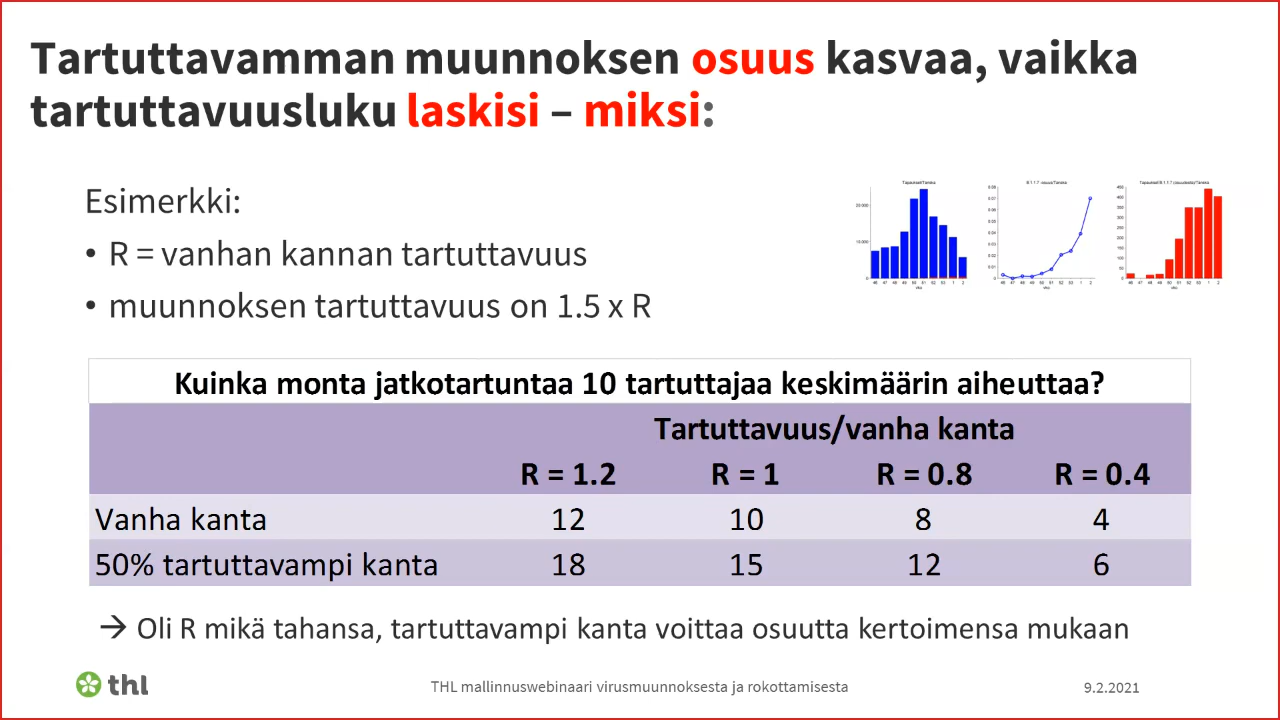 Tartuttavamman muunnoksen osuus kasvaa, vaikka
tartuttavuusluku laskisi – miksi:
Esimerkki:
• R = vanhan kannan tartuttavuus
• muunnoksen tartuttavuus on 1.5 x R
Kuinka monta jatkotartuntaa 10 tartuttajaa keskimäärin aiheuttaa?
Tartuttavuus/vanha kanta
R = 1.2 R = 1 R = 0.8 R = 0.4
Vanha kanta 12 10 8 4
50% tartuttavampi kanta 18 15 12 6
→ Oli R mikä tahansa, tartuttavampi kanta voittaa osuutta kertoimensa mukaan
thl
THL mallinnuswebinaari virusmuunnoksesta ja rokottamisesta
9.2.2021